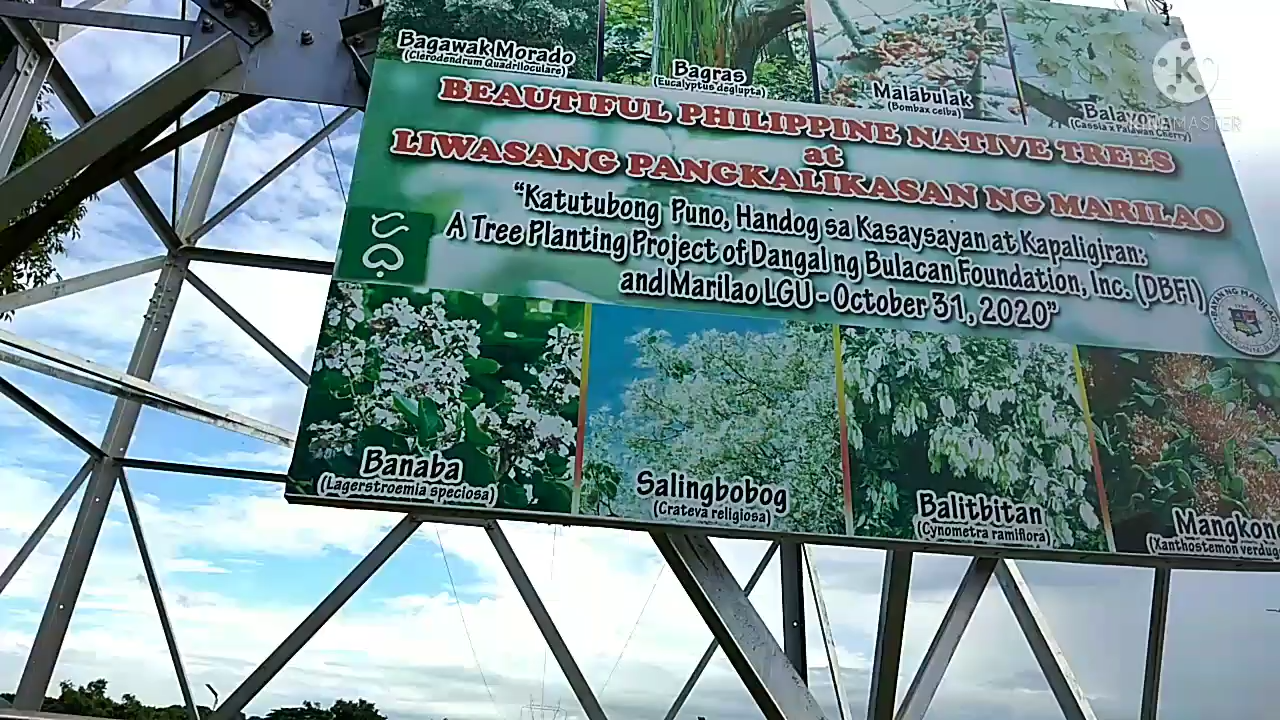 Bagawak Morado
(Clerodendrum Quadriloculare)
Bagras
(Eucalyptus deglupta)
Malabulak
(Bombax ceiba)
(Cassia x Palawan Cherry)
K
BEAUTIFUL PHILIPPINE NATIVE TREES
at
LIWASANG PANGKALIKASAN NG MARILAO
“Katutubong Puno, Handog sa Kasaysayan at Kapaligiran:
A Tree Planting Project of Dangal ng Bulacan Foundation, Inc. (DBFI)
and Marilao LGU - October 31, 2020”
Banaba
(Lagerstroemia speciosa)
Salingbobog
(Crateva religiosa)
Balitbitan
(Cynometra ramiflora)
Mangkono
(Xanthostemon verdug